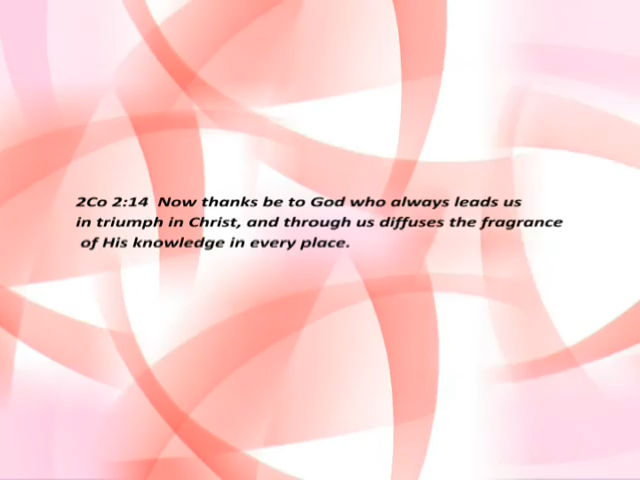 2Co 2:14  Now thanks be to God who always leads us
in triumph in Christ, and through us diffuses the fragrance
of His knowledge in every place.